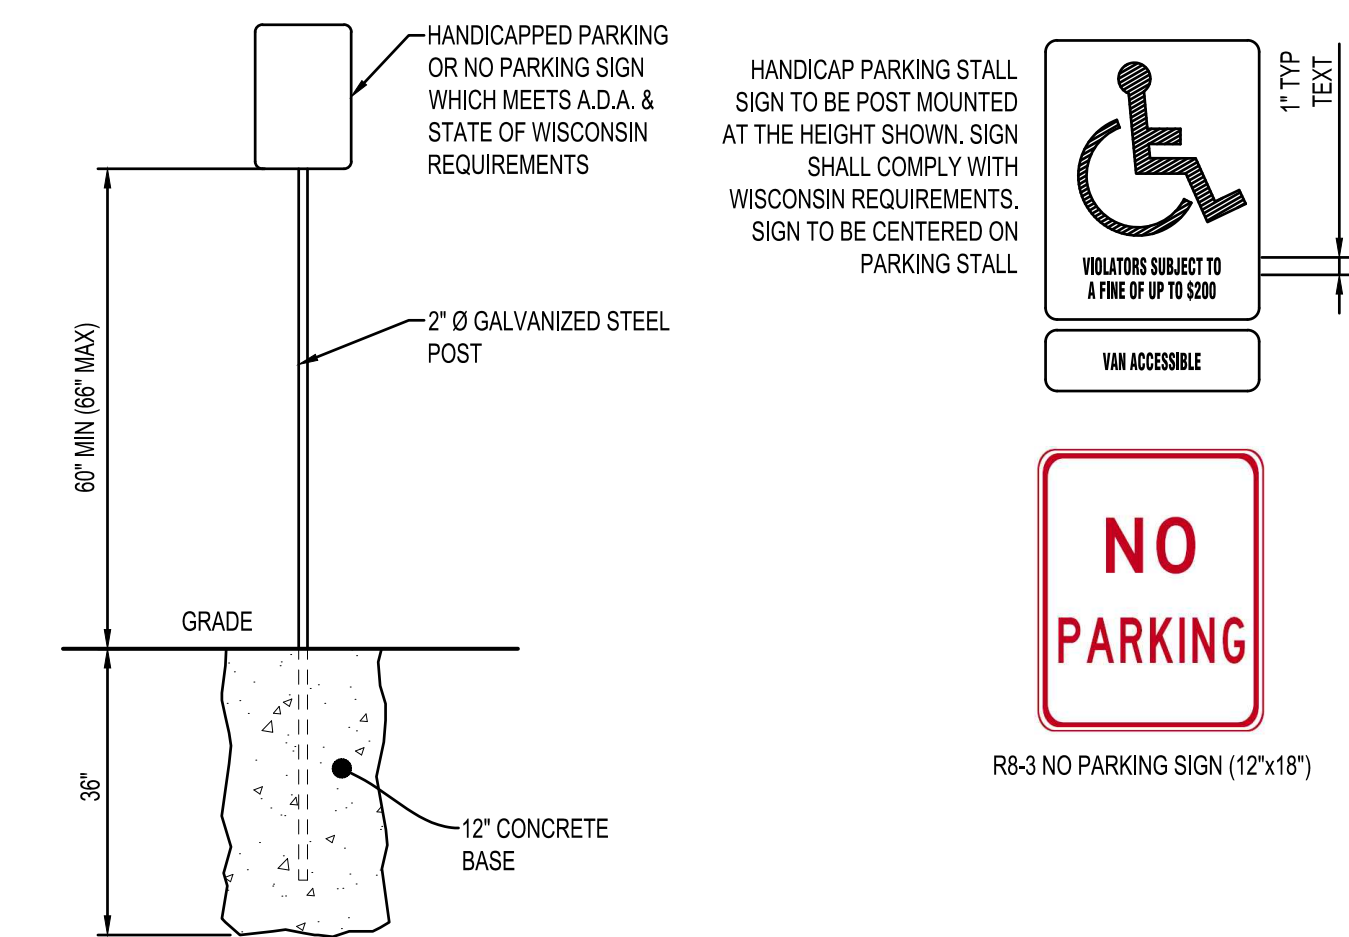 HANDICAPPED PARKING
OR NO PARKING SIGN
WHICH MEETS A.D.A. &
STATE OF WISCONSIN
REQUIREMENTS
2" Ø GALVANIZED STEEL
POST
60" MIN (66" MAX)
GRADE
36"
12" CONCRETE
BASE
HANDICAP PARKING STALL
SIGN TO BE POST MOUNTED
AT THE HEIGHT SHOWN. SIGN
SHALL COMPLY WITH
WISCONSIN REQUIREMENTS.
SIGN TO BE CENTERED ON
PARKING STALL
1" TYP
TEXT
VIOLATORS SUBJECT TO
A FINE OF UP TO $200
VAN ACCESSIBLE
NO
PARKING
R8-3 NO PARKING SIGN (12"x18")